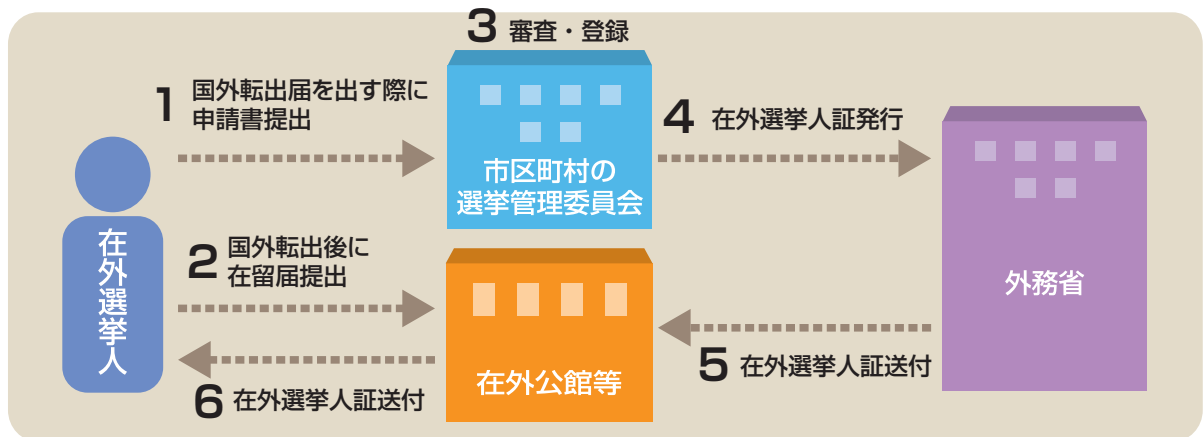 3 審査・登録
1 国外転出届を出す際に
申請書提出
市区町村の
選挙管理委員会
4 在外選挙人証発行
外務省
在外選挙人
2 国外転出後に
在留届提出
在外公館等
5 在外選挙人証送付
6 在外選挙人証送付